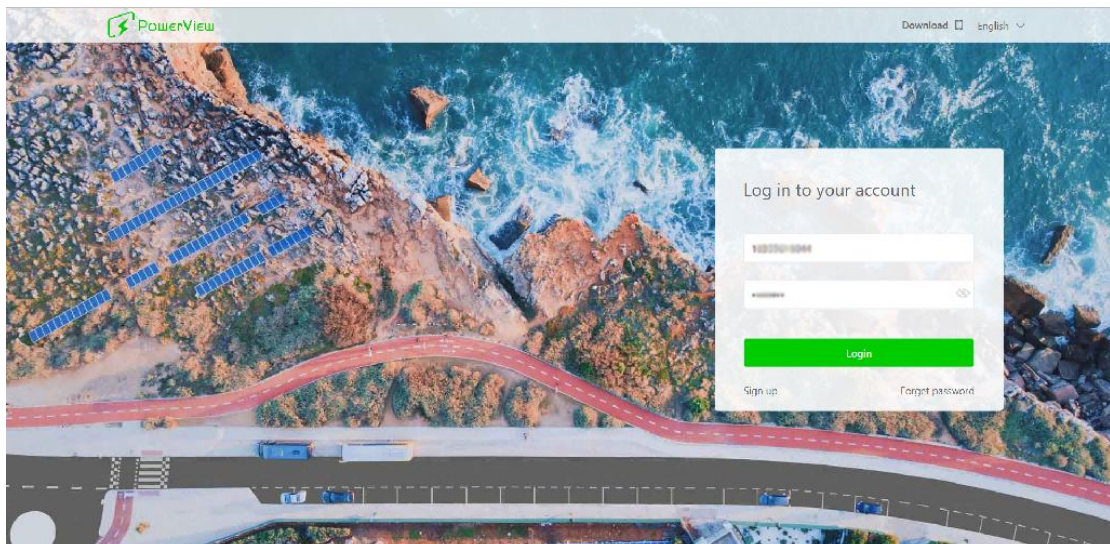 PowerView
Download English
Log in to your account
Login
Sign up Forget password